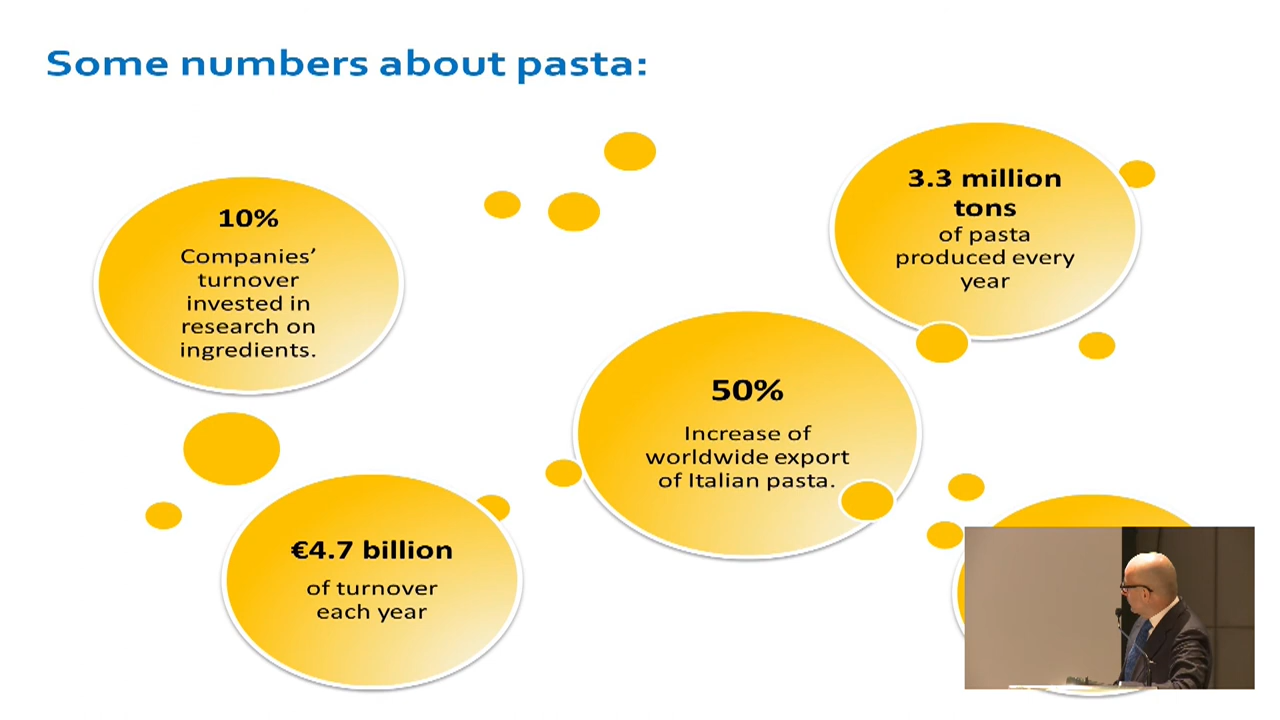 Some numbers about pasta:
10%
Companies’
turnover
invested in
research on
ingredients.
3.3 million
tons
of pasta
produced every
year
50%
Increase of
worldwide export
of Italian pasta.
€4.7 billion
of turnover
each year